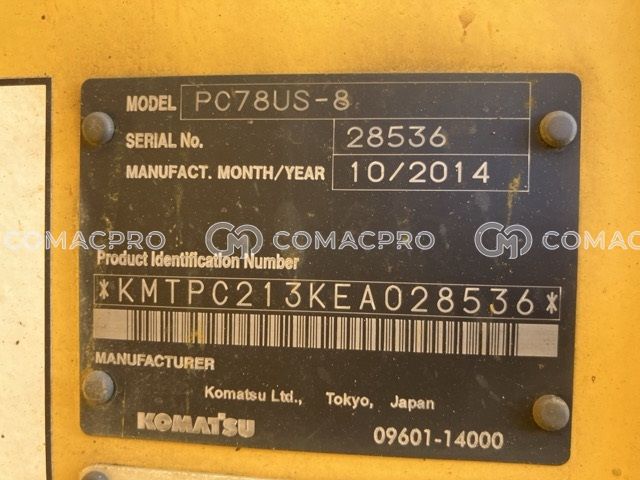 MODEL PC78US-8
SERIAL No. 28536
MANUFACT. MONTH/YEAR 10/2014
COMACPRO COMACPRO COMACPRO
Product Identification Number
*KMTPC213KEA028536*
MANUFACTURER
Komatsu Ltd., Tokyo, Japan
KOMATSU 09601-14000